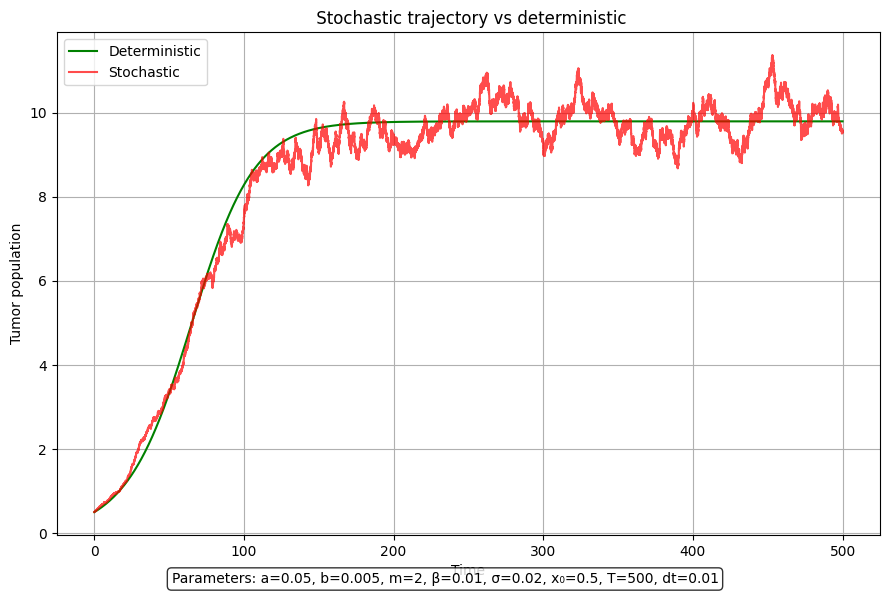 Stochastic trajectory vs deterministic
Deterministic
Stochastic
Tumor population
10
8
6
4
2
0
0 100 200 300 400 500
Time
Parameters: a=0.05, b=0.005, m=2, β=0.01, σ=0.02, x₀=0.5, T=500, dt=0.01